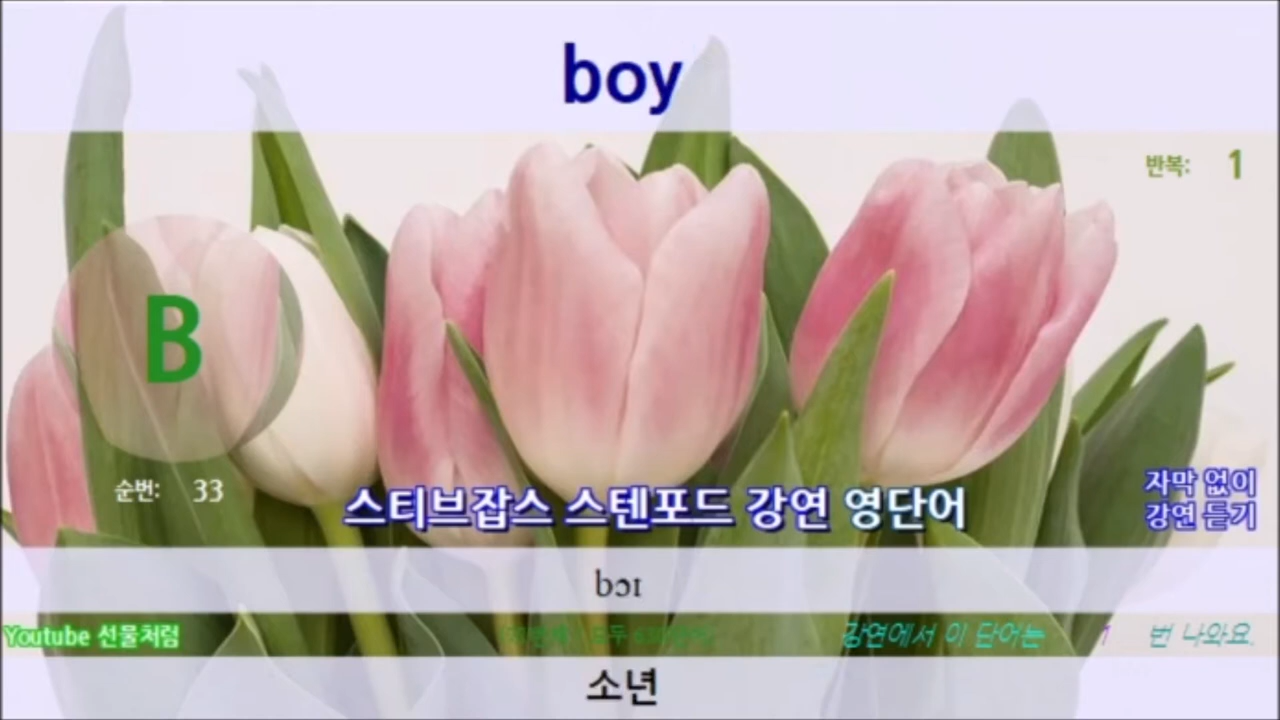 boy
반복: 1
B
순번: 33
스티브잡스 스텐포드 강연 영단어
자막 없이
강연 듣기
bɔɪ
Youtube 선물처럼
강연에서 이 단어는 1 번 나와요.
소년